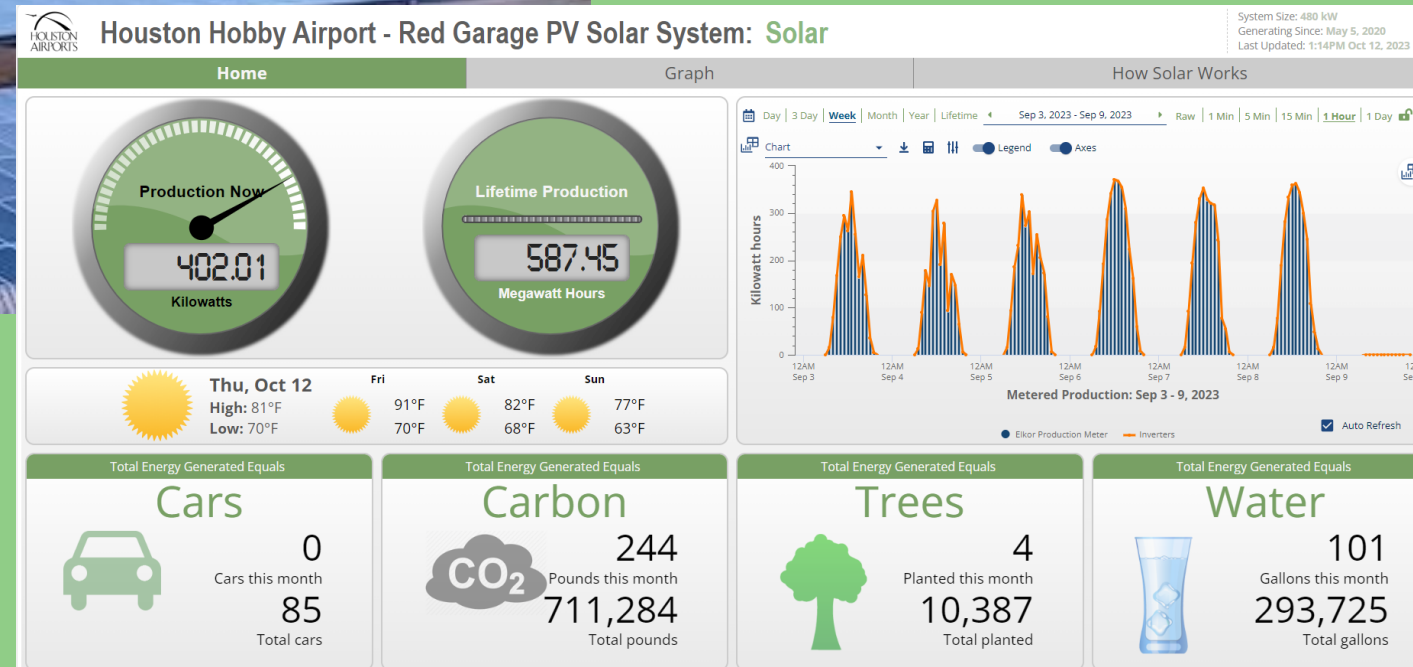 HOUSTON
AIRPORTS
Houston Hobby Airport - Red Garage PV Solar System: Solar
System Size: 480 kW
Generating Since: May 5, 2020
Last Updated: 1:14PM Oct 12, 2023
Home Graph How Solar Works
Production Now
402.01
Kilowatts
Lifetime Production
587.45
Megawatt Hours
Day | 3 Day | Week | Month | Year | Lifetime Sep 3, 2023 - Sep 9, 2023 Raw | 1 Min | 5 Min | 15 Min | 1 Hour | 1 Day
Chart Legend Axes
400
300
200
100
0
Kilowatt hours
12AM 12AM 12AM 12AM 12AM 12AM 12AM
Sep 3 Sep 4 Sep 5 Sep 6 Sep 7 Sep 8 Sep 9
Metered Production: Sep 3 - 9, 2023
Elkor Production Meter Inverters
Auto Refresh
Thu, Oct 12
High: 81°F
Low: 70°F
Fri
91°F
70°F
Sat
82°F
68°F
Sun
77°F
63°F
Total Energy Generated Equals
Cars
0
Cars this month
85
Total cars
Total Energy Generated Equals
Carbon
CO2
244
Pounds this month
711,284
Total pounds
Total Energy Generated Equals
Trees
4
Planted this month
10,387
Total planted
Total Energy Generated Equals
Water
101
Gallons this month
293,725
Total gallons